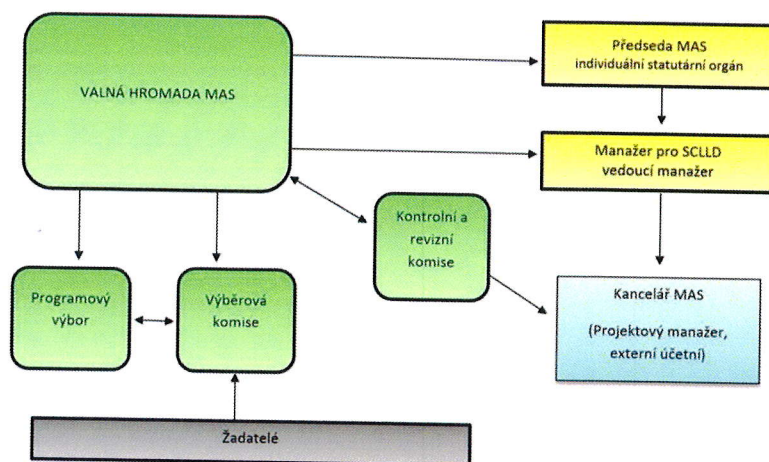 VALNÁ HROMADA MAS
Předseda MAS
individuální statutární orgán
Manažer pro SCLLD
vedoucí manažer
Kontrolní a
revizní
komise
Programový
výbor
Výběrová
komise
Kancelář MAS
(Projektový manažer,
externí účetní)
Žadatelé